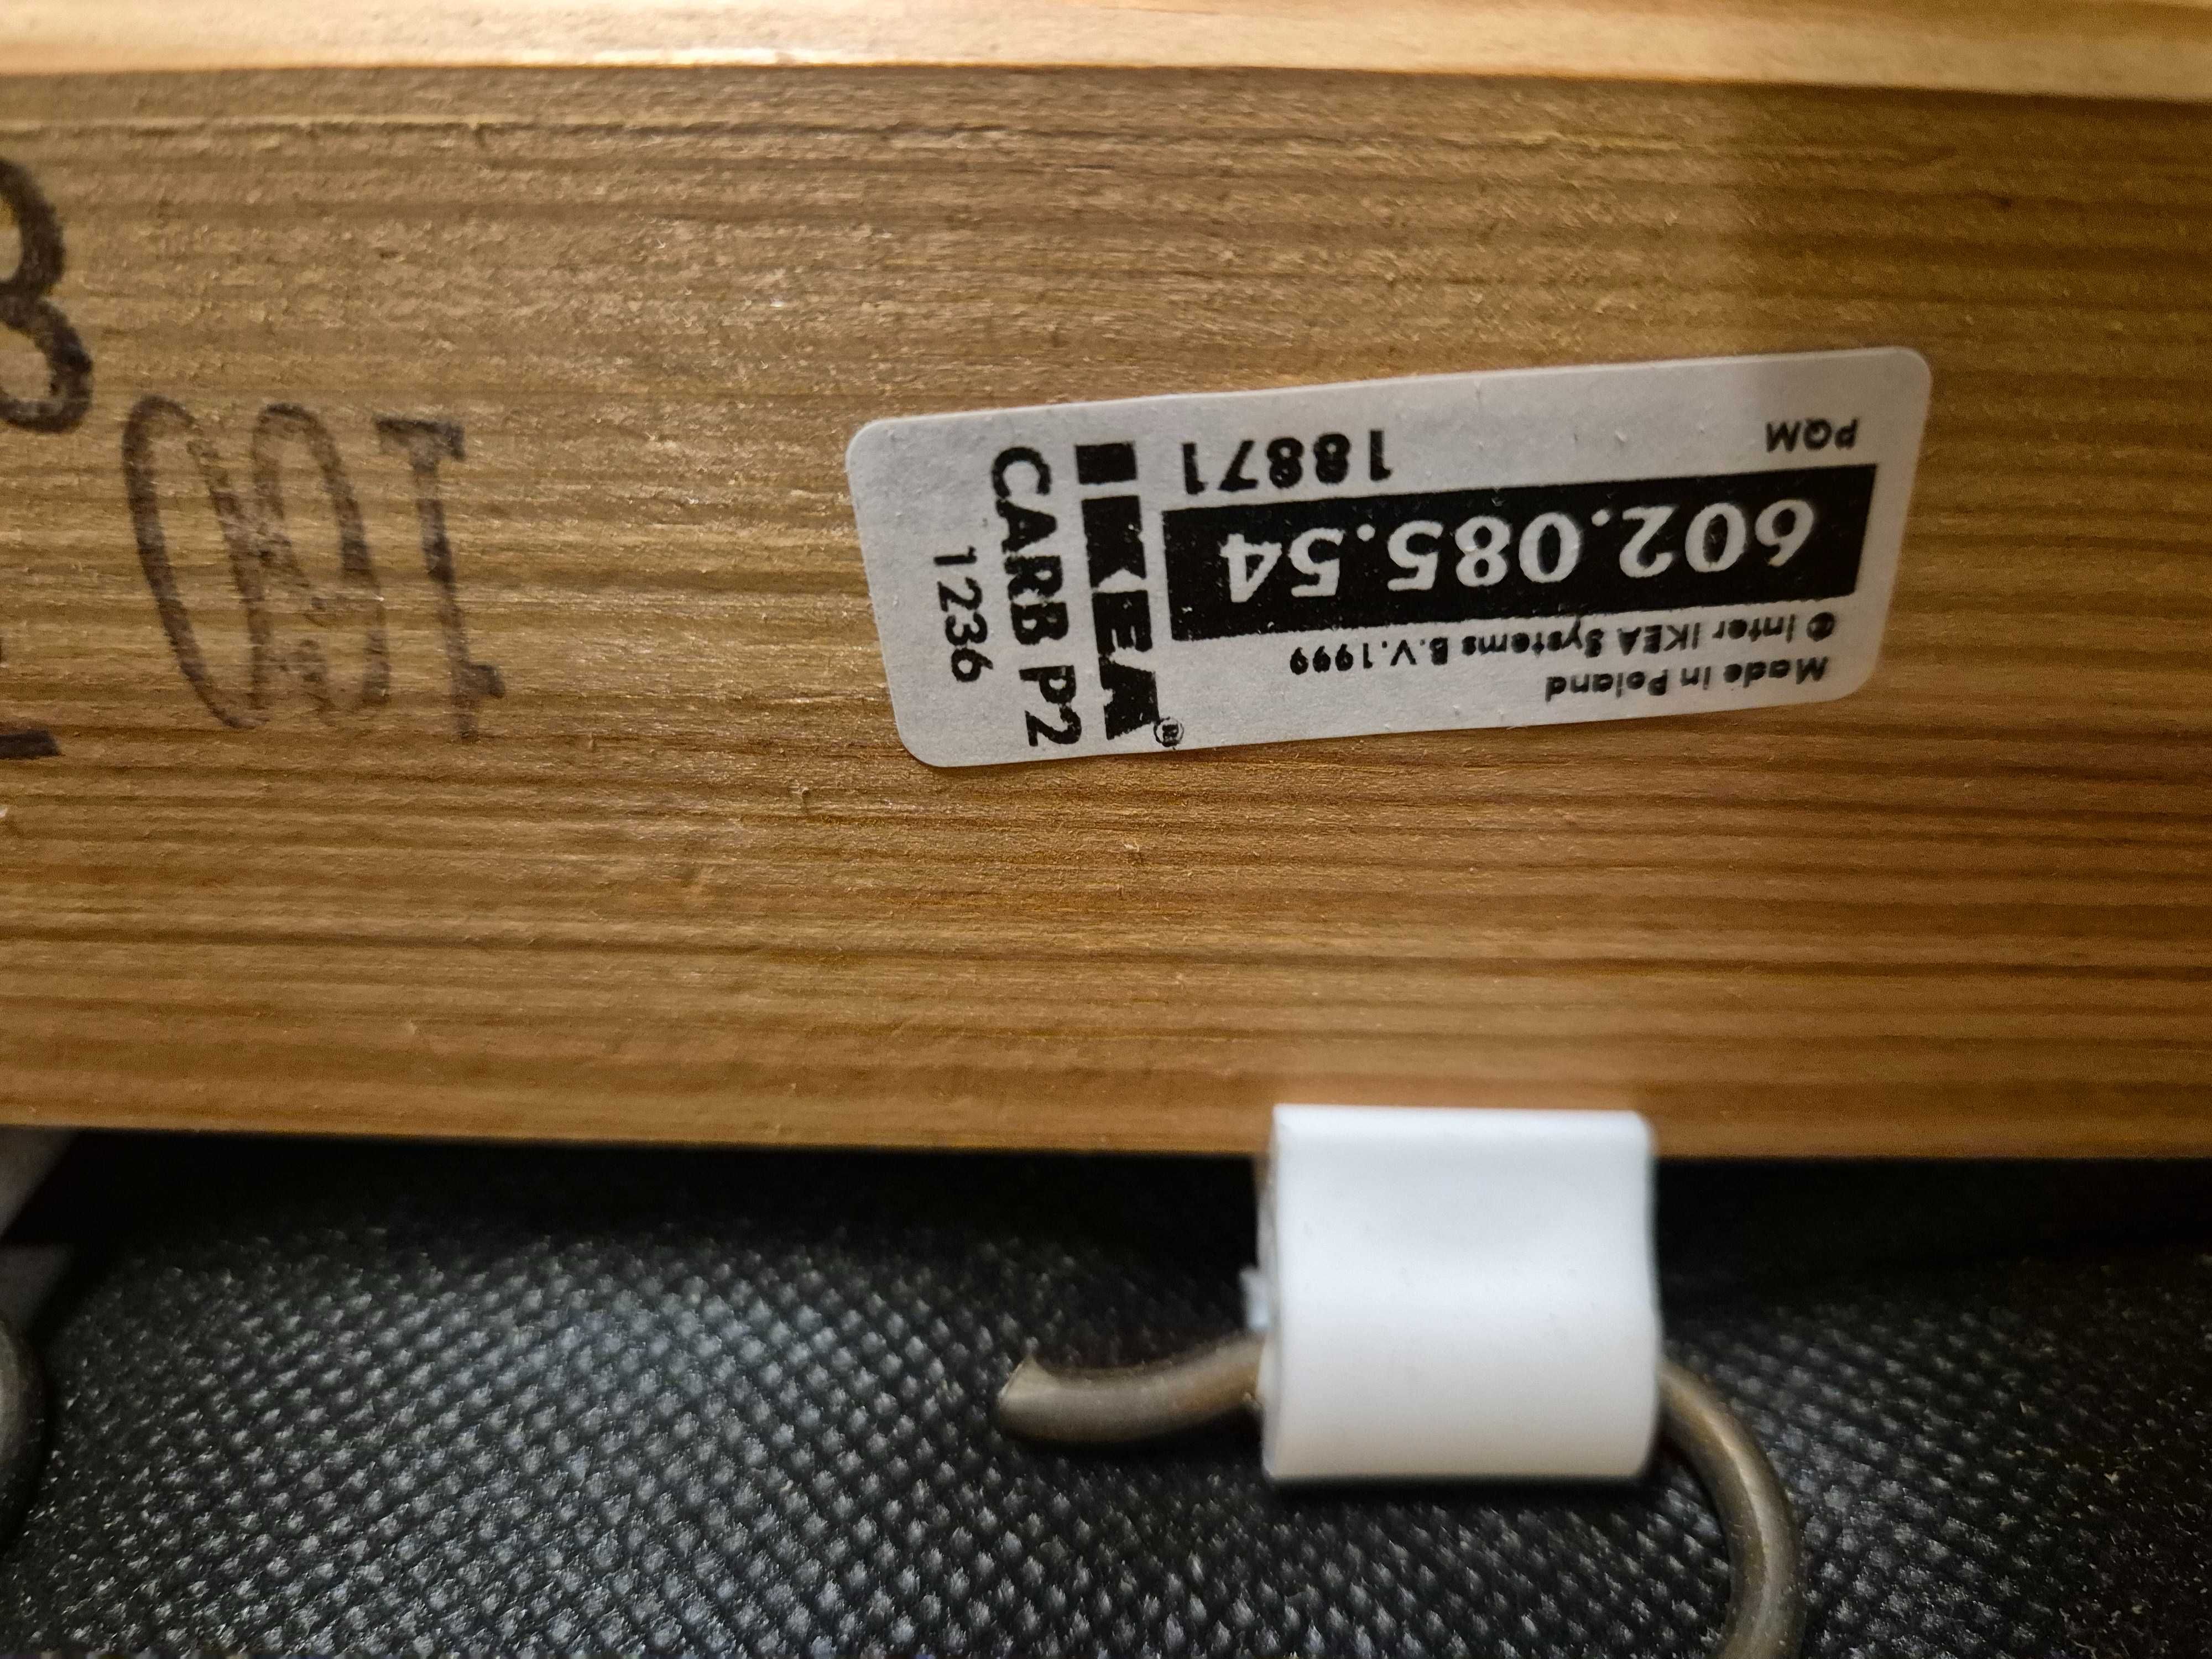 Made in Poland
© Inter IKEA Systems B.V. 1999
602.085.54
PQM
18871
IKEA®
CARB P2
1236